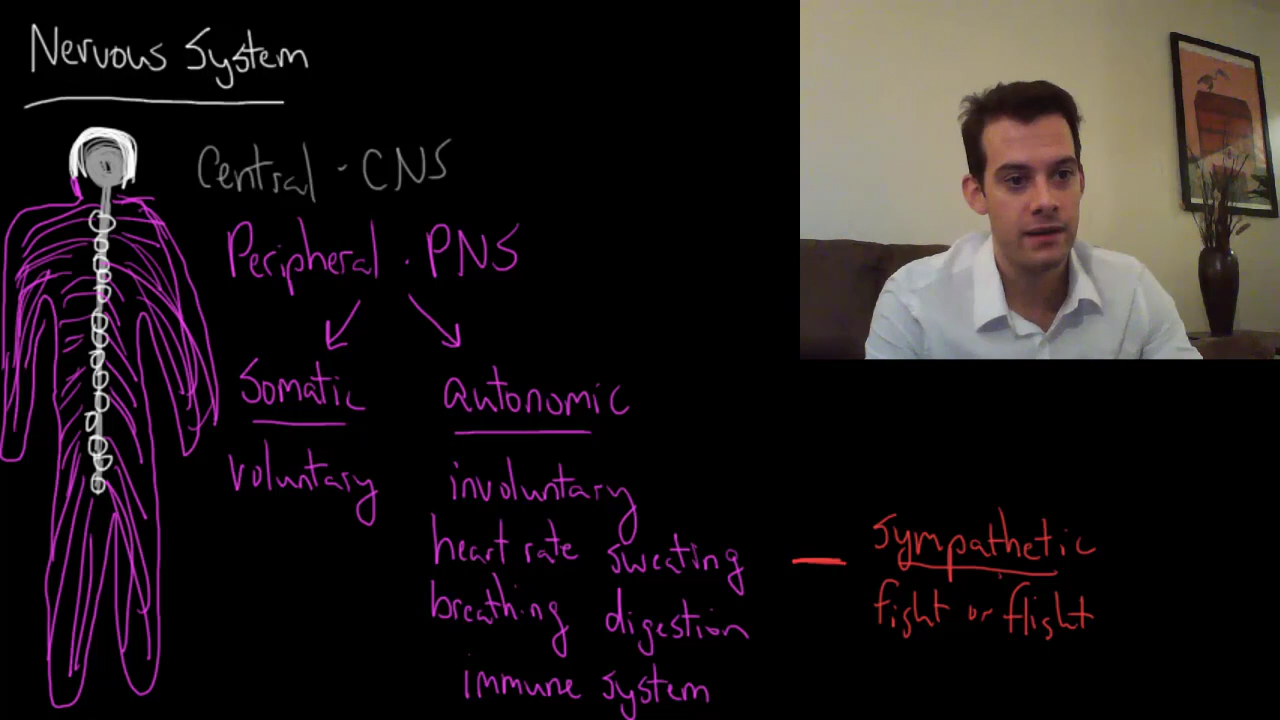 Nervous System
Central · CNS
Peripheral · PNS
Somatic
autonomic
voluntary
involuntary
heart rate sweating
breathing digestion
immune system
sympathetic
fight or flight